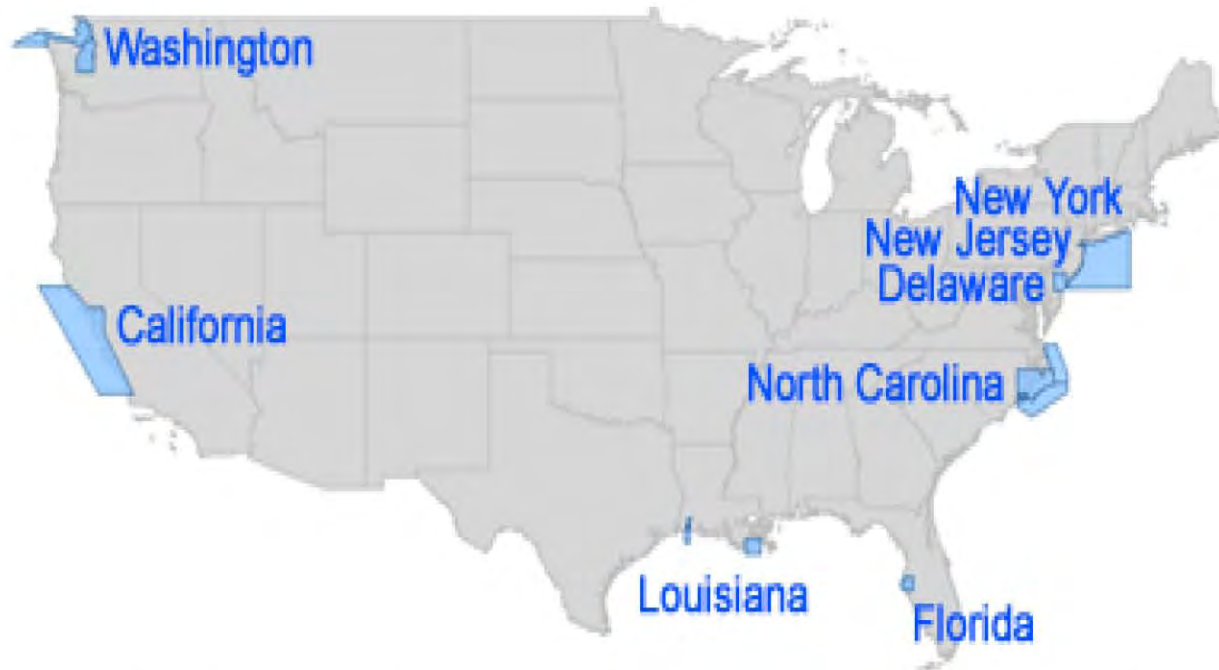 Washington
New York
New Jersey
Delaware
California
North Carolina
Louisiana
Florida